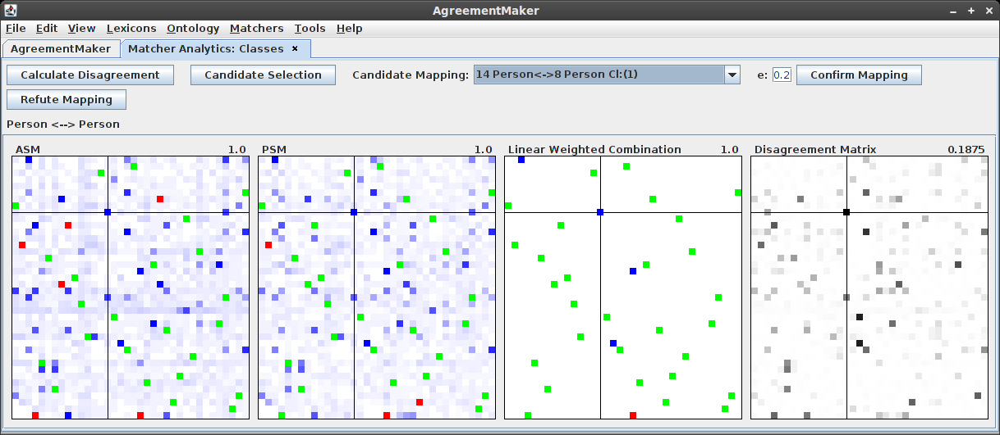 AgreementMaker
File Edit View Lexicons Ontology Matchers Tools Help
AgreementMaker Matcher Analytics: Classes ×
Calculate Disagreement Candidate Selection Candidate Mapping: 14 Person<->8 Person Cl:(1) e: 0.2 Confirm Mapping
Refute Mapping
Person <--> Person
ASM 1.0 PSM 1.0 Linear Weighted Combination 1.0 Disagreement Matrix 0.1875